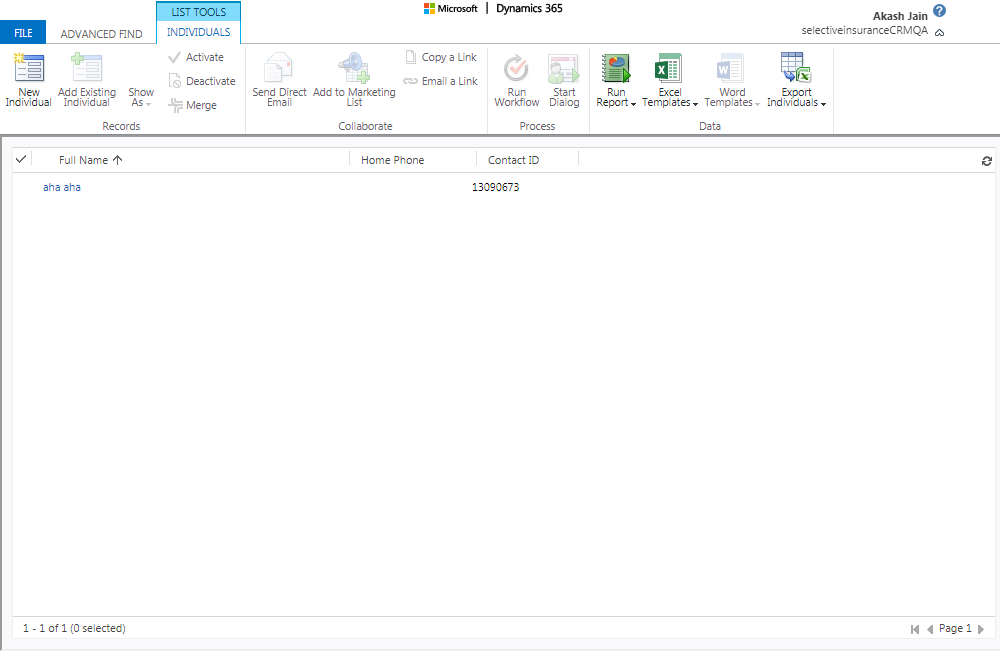 Microsoft | Dynamics 365
Akash Jain
selectiveinsuranceCRMQA
FILE
ADVANCED FIND
LIST TOOLS
INDIVIDUALS
New Individual
Add Existing Individual
Show As
Activate
Deactivate
Merge
Records
Send Direct Email
Add to Marketing List
Copy a Link
Email a Link
Collaborate
Run Workflow
Start Dialog
Process
Run Report
Excel Templates
Word Templates
Export Individuals
Data
Full Name Home Phone Contact ID
aha aha 13090673
1 - 1 of 1 (0 selected)
Page 1